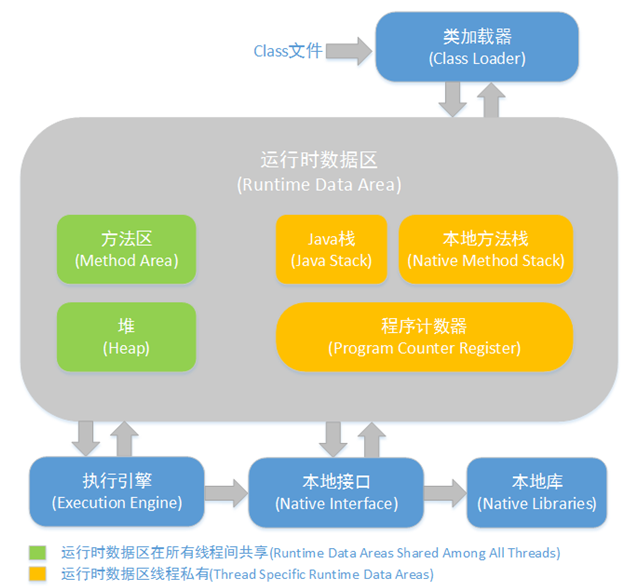 Class文件
类加载器
(Class Loader)
运行时数据区
(Runtime Data Area)
方法区
(Method Area)
Java栈
(Java Stack)
本地方法栈
(Native Method Stack)
堆
(Heap)
程序计数器
(Program Counter Register)
执行引擎
(Execution Engine)
本地接口
(Native Interface)
本地库
(Native Libraries)
运行时数据区在所有线程间共享(Runtime Data Areas Shared Among All Threads)
运行时数据区线程私有(Thread Specific Runtime Data Areas)